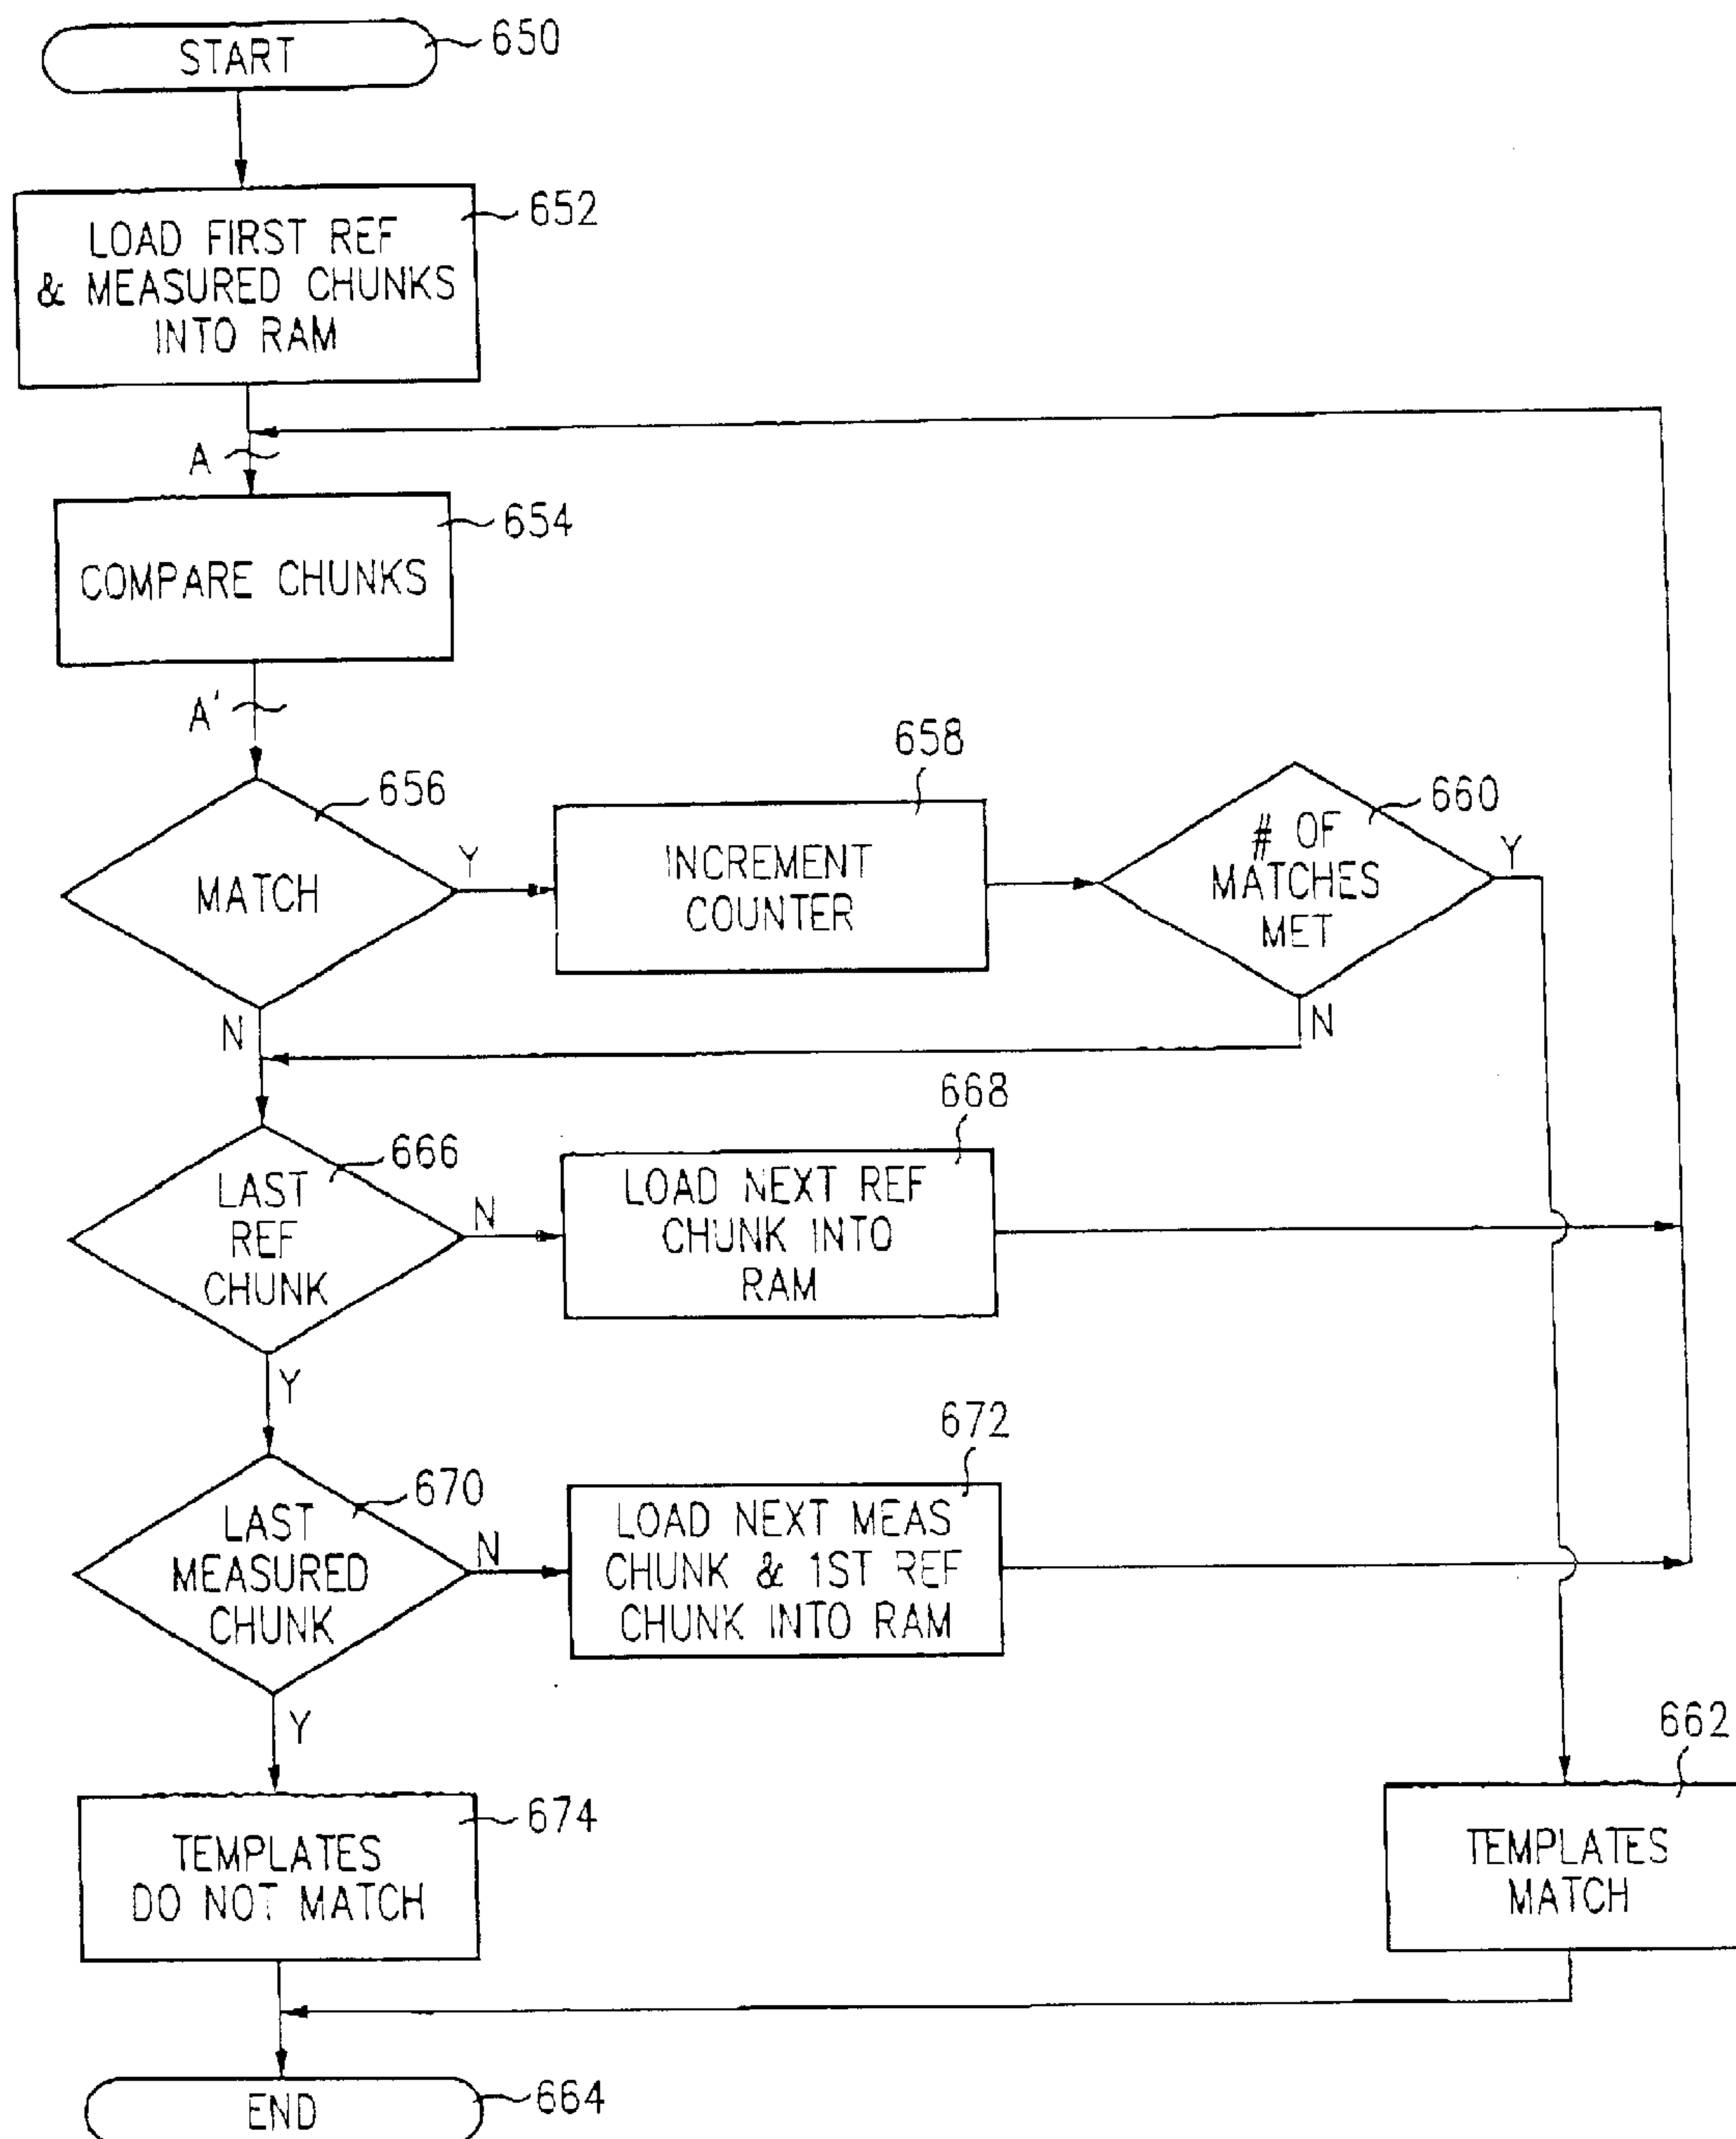 START
650
LOAD FIRST REF
& MEASURED CHUNKS
INTO RAM
652
A
COMPARE CHUNKS
654
A'
MATCH
656
Y
N
INCREMENT
COUNTER
658
# OF
MATCHES
MET
660
Y
N
LAST
REF
CHUNK
666
N
Y
LOAD NEXT REF
CHUNK INTO
RAM
668
LAST
MEASURED
CHUNK
670
N
Y
LOAD NEXT MEAS
CHUNK & 1ST REF
CHUNK INTO RAM
672
TEMPLATES
DO NOT MATCH
674
TEMPLATES
MATCH
662
END
664